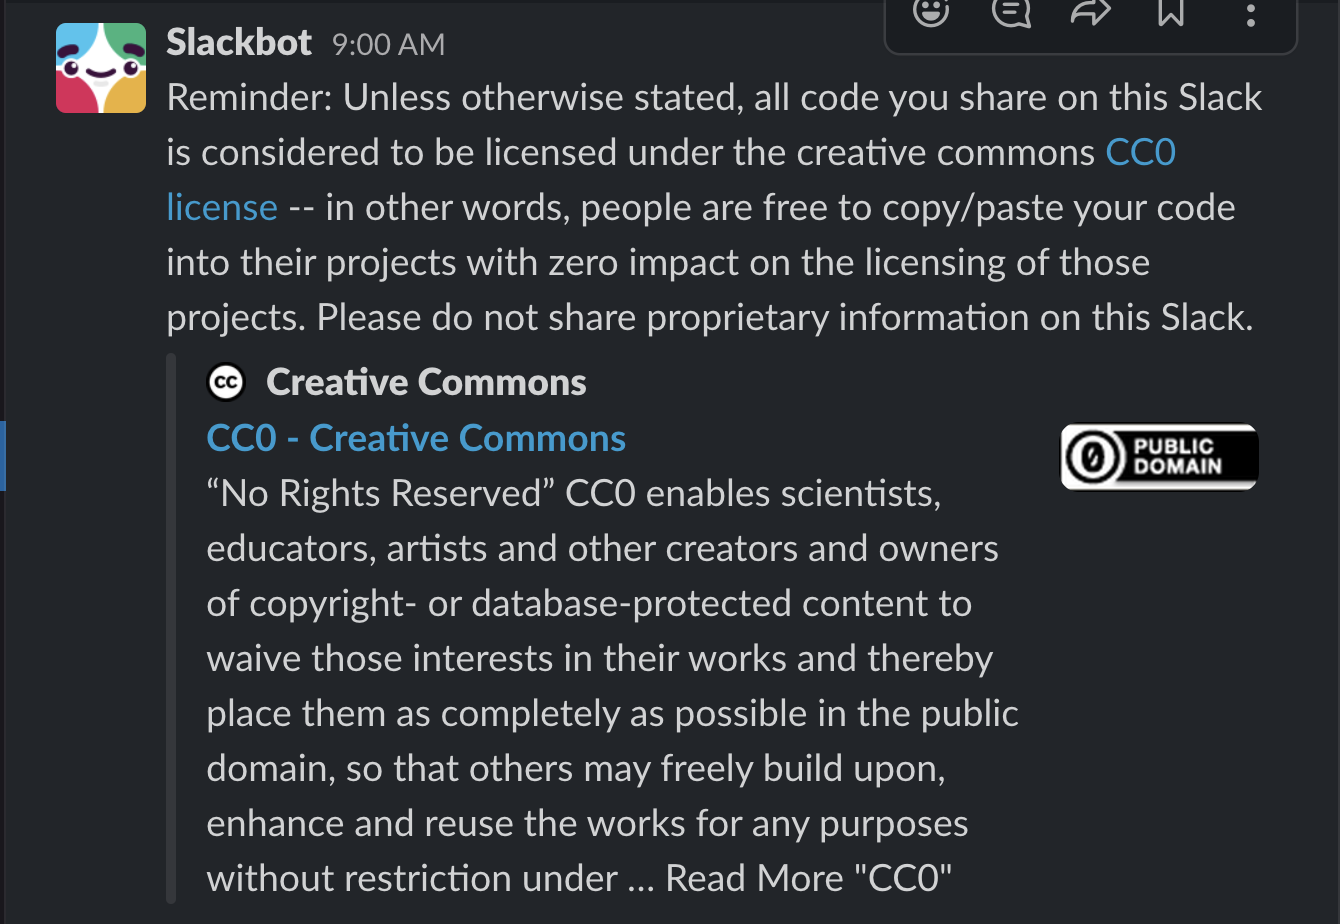 Slackbot 9:00 AM
Reminder: Unless otherwise stated, all code you share on this Slack
is considered to be licensed under the creative commons CC0
license -- in other words, people are free to copy/paste your code
into their projects with zero impact on the licensing of those
projects. Please do not share proprietary information on this Slack.
cc Creative Commons
CC0 - Creative Commons
0 PUBLIC
DOMAIN
“No Rights Reserved” CC0 enables scientists,
educators, artists and other creators and owners
of copyright- or database-protected content to
waive those interests in their works and thereby
place them as completely as possible in the public
domain, so that others may freely build upon,
enhance and reuse the works for any purposes
without restriction under ... Read More "CC0"